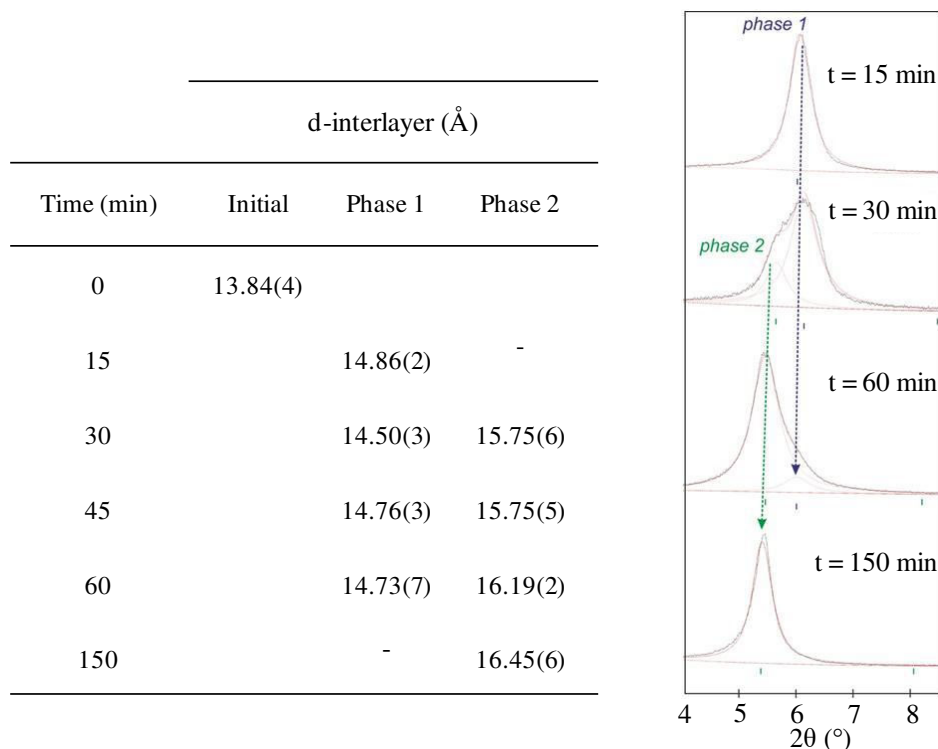 d-interlayer (Å)
Time (min) Initial Phase 1 Phase 2
0 13.84(4)
15 14.86(2) -
30 14.50(3) 15.75(6)
45 14.76(3) 15.75(5)
60 14.73(7) 16.19(2)
150 - 16.45(6)
phase 1
t = 15 min
t = 30 min
phase 2
t = 60 min
t = 150 min
4 5 6 7 8
2θ (°)